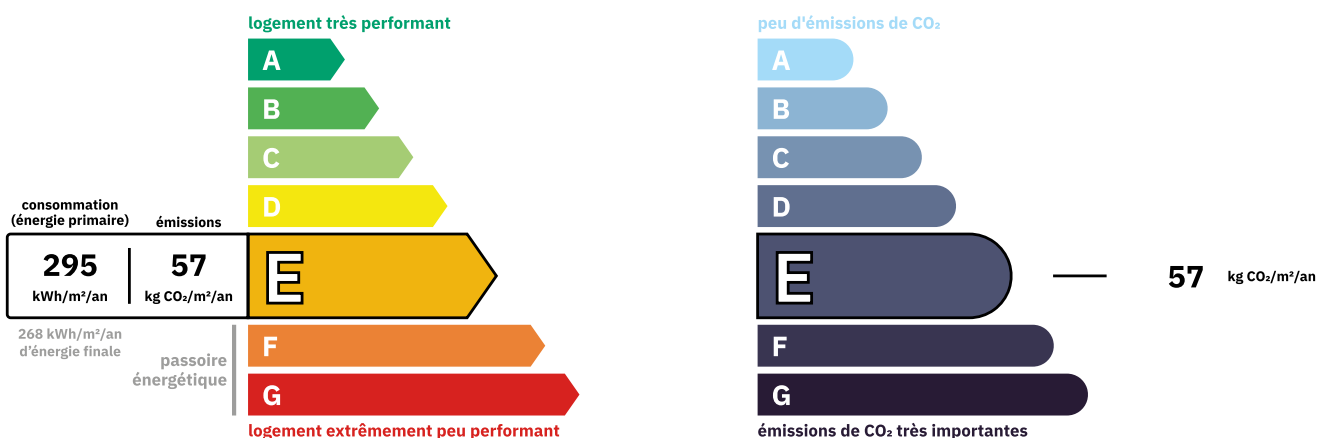 logement très performant
A
B
C
D
consommation
(énergie primaire)
émissions
295
kWh/m²/an
57
kg CO₂/m²/an
E
268 kWh/m²/an
d'énergie finale
passoire
énergétique
F
G
logement extrêmement peu performant
peu d'émissions de CO₂
A
B
C
D
E
57 kg CO₂/m²/an
F
G
émissions de CO₂ très importantes